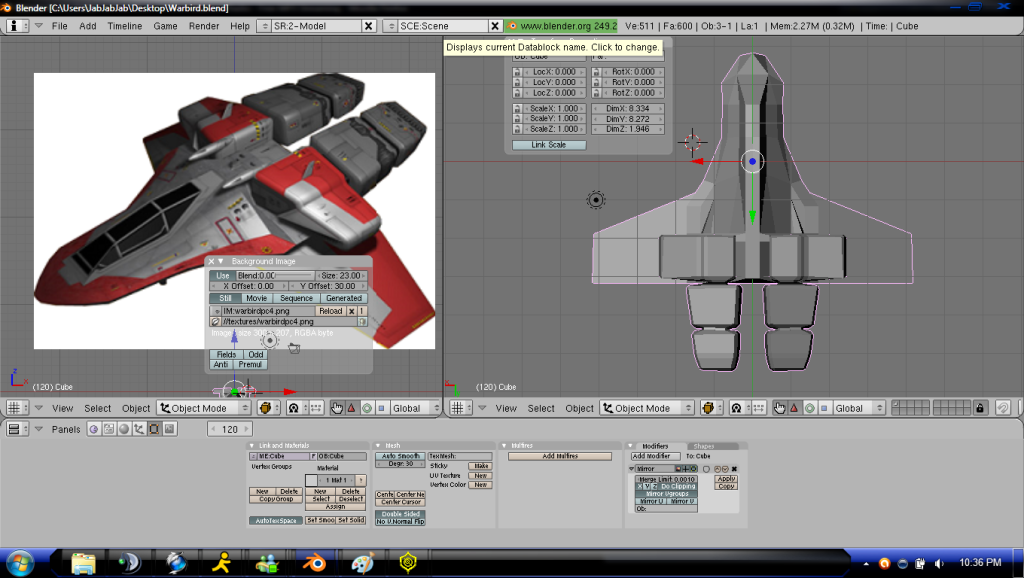 Blender [C:\Users\JabJabJab\Desktop\Warbird.blend]
File Add Timeline Game Render Help SR:2-Model SCE:Scene www.blender.org 249.2 Ve:511 | Fa:600 | Ob:3-1 | La:1 | Mem:2.27M (0.32M) | Time: | Cube
Displays current Datablock name. Click to change.
OB: Cube Par:
LocX: 0.000 RotX: 0.000
LocY: 0.000 RotY: 0.000
LocZ: 0.000 RotZ: 0.000
ScaleX: 1.000 DimX: 8.334
ScaleY: 1.000 DimY: 8.272
ScaleZ: 1.000 DimZ: 1.946
Link Scale
Background Image
Use Blend:0.00 Size: 23.00
X Offset: 0.00 Y Offset: 30.00
Still Movie Sequence Generated
IM:warbirdpc4.png Reload 1
//textures/warbirdpc4.png
RGBA byte
Fields Odd
Anti Premul
Z
X
(120) Cube
(120) Cube
View Select Object Object Mode Global
View Select Object Object Mode Global
Panels 120
Link and Materials
ME:Cube F OB:Cube
Vertex Groups
Material
1 Mat 1 ?
New Delete New Delete
Copy Group Select Deselect
Assign
AutoTexSpace Set Smoo Set Solid
Mesh
Auto Smooth TexMesh:
Degr: 30 Sticky Make
UV Texture New
Vertex Color New
Cente Center Ne
Center Cursor
Double Sided
No V.Normal Flip
Multires
Add Multires
Modifiers Shapes
Add Modifier To: Cube
Mirror
Merge Limit: 0.0010 Apply
X Y Z Do Clipping Copy
Mirror Vgroups
Mirror U Mirror V
Ob:
10:36 PM